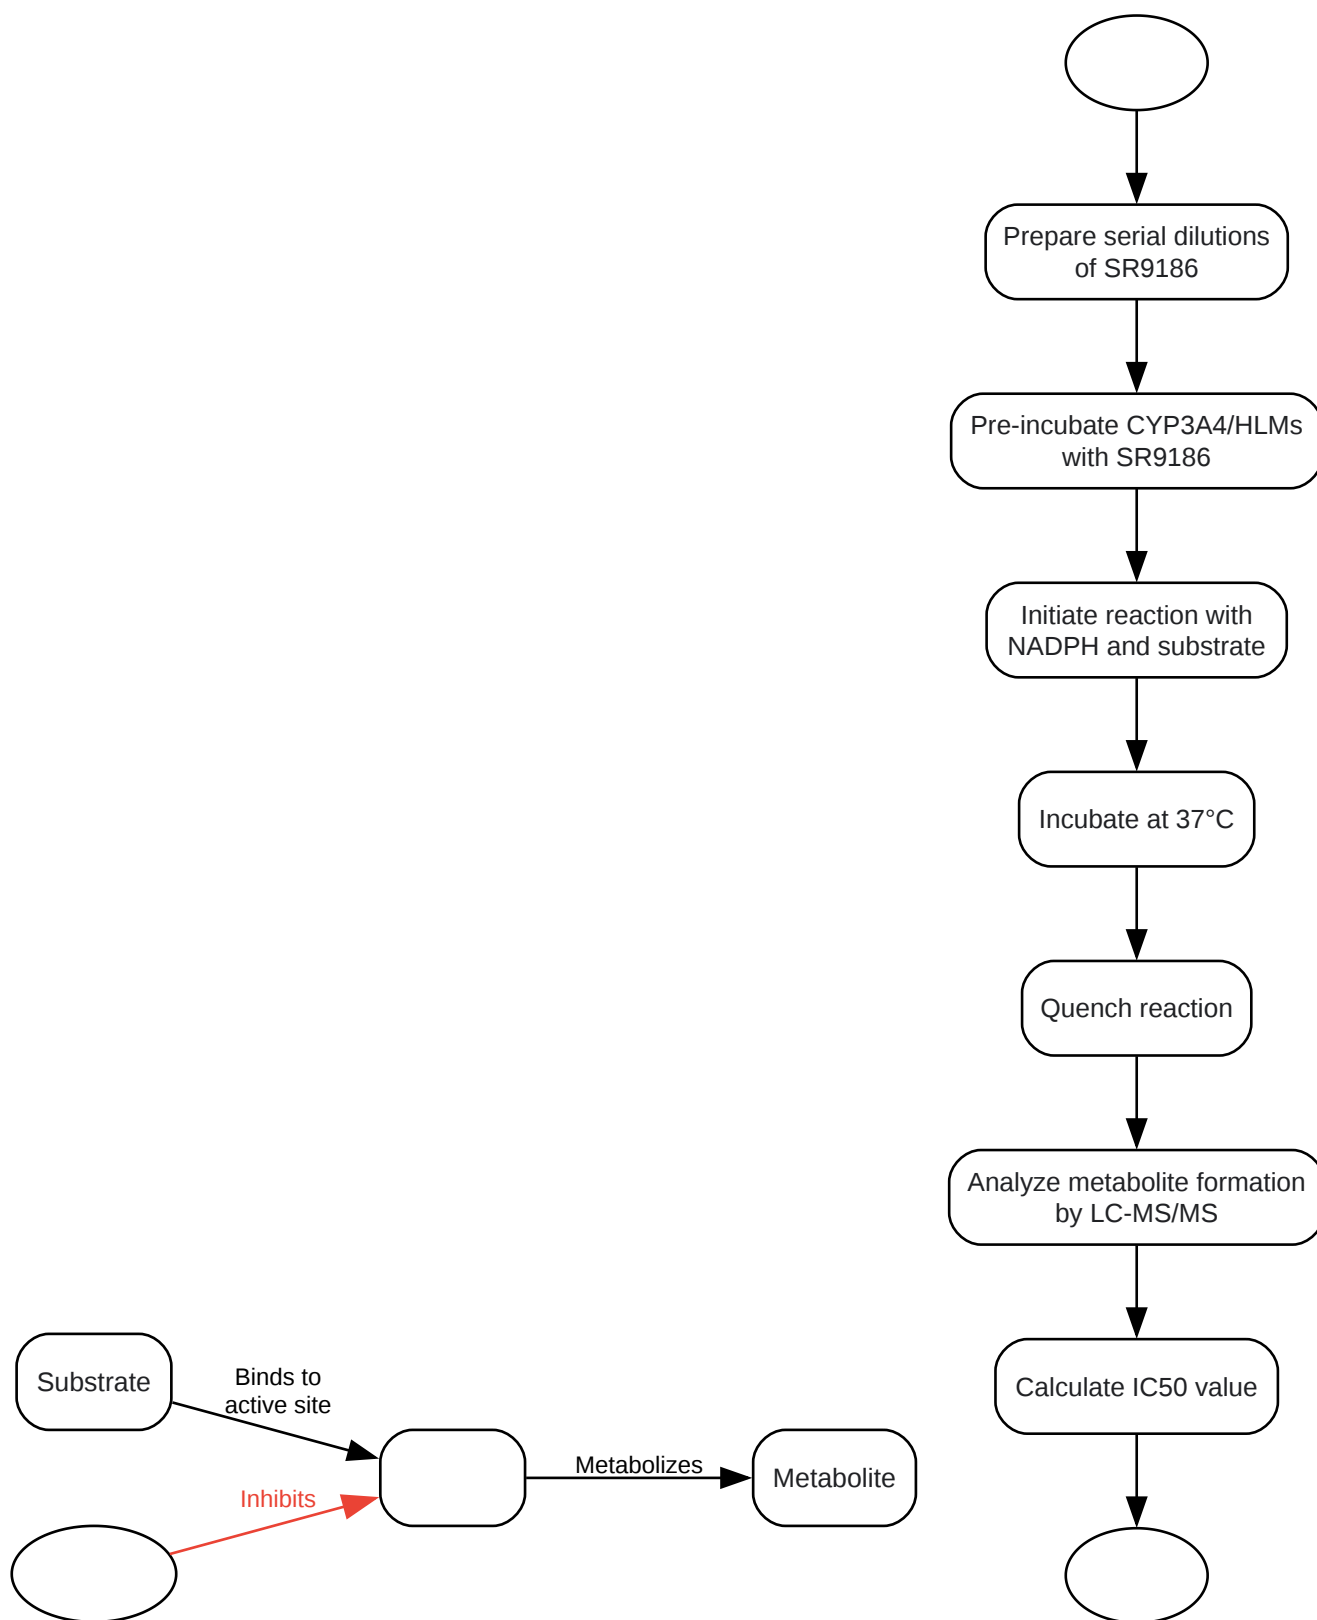 Prepare serial dilutions
of SR9186
Pre-incubate CYP3A4/HLMs
with SR9186
Initiate reaction with
NADPH and substrate
Incubate at 37°C
Quench reaction
Analyze metabolite formation
by LC-MS/MS
Calculate IC50 value
Substrate
Binds to
active site
Inhibits
Metabolizes
Metabolite